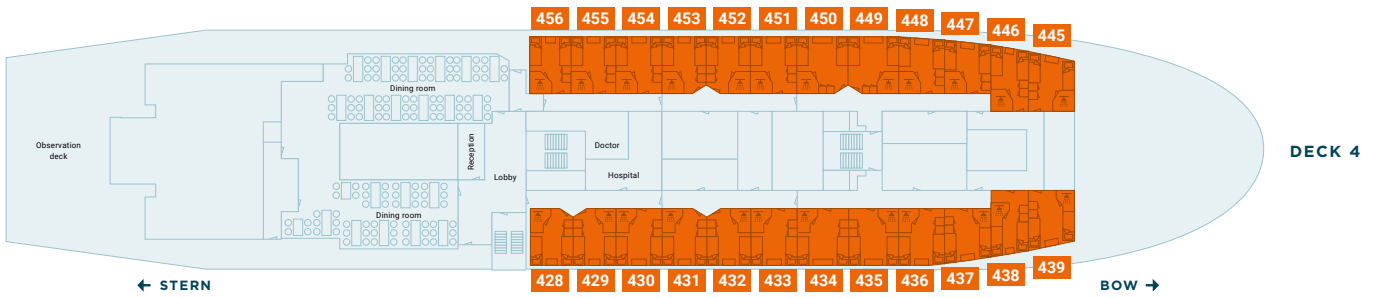 456 455 454 453 452 451 450 449 448 447 446 445
Dining room
Observation
deck
Reception
Doctor
Lobby
Hospital
Dining room
DECK 4
428 429 430 431 432 433 434 435 436 437 438 439
← STERN
BOW →